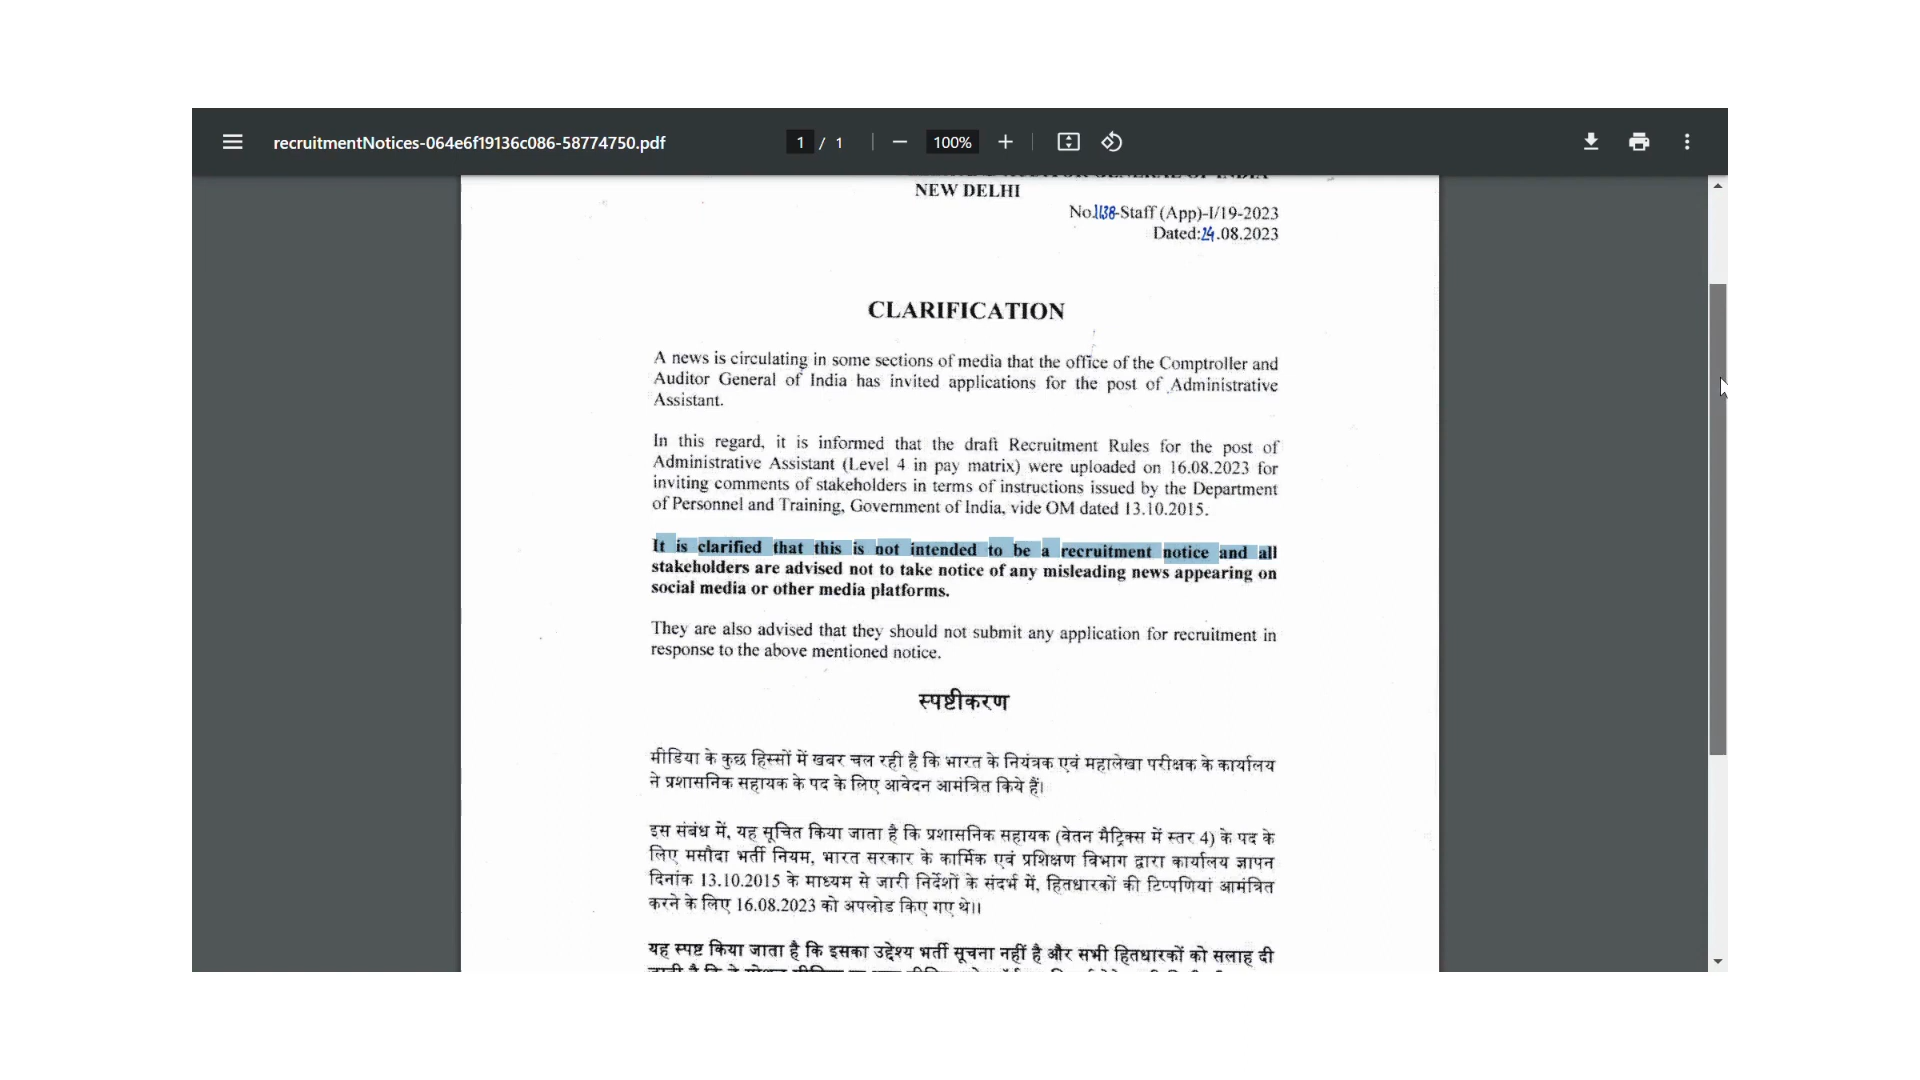 recruitmentNotices-064e6f19136c086-58774750.pdf
1 / 1
100%
NEW DELHI
No.1138-Staff (App)-I/19-2023
Dated:24.08.2023
CLARIFICATION
A news is circulating in some sections of media that the office of the Comptroller and
Auditor General of India has invited applications for the post of Administrative
Assistant.
In this regard, it is informed that the draft Recruitment Rules for the post of
Administrative Assistant (Level 4 in pay matrix) were uploaded on 16.08.2023 for
inviting comments of stakeholders in terms of instructions issued by the Department
of Personnel and Training, Government of India, vide OM dated 13.10.2015.
It is clarified that this is not intended to be a recruitment notice and all
stakeholders are advised not to take notice of any misleading news appearing on
social media or other media platforms.
They are also advised that they should not submit any application for recruitment in
response to the above mentioned notice.
स्पष्टीकरण
मीडिया के कुछ हिस्सों में खबर चल रही है कि भारत के नियंत्रक एवं महालेखा परीक्षक के कार्यालय
ने प्रशासनिक सहायक के पद के लिए आवेदन आमंत्रित किये हैं।
इस संबंध में, यह सूचित किया जाता है कि प्रशासनिक सहायक (वेतन मैट्रिक्स में स्तर 4) के पद के
लिए मसौदा भर्ती नियम, भारत सरकार के कार्मिक एवं प्रशिक्षण विभाग द्वारा कार्यालय ज्ञापन
दिनांक 13.10.2015 के माध्यम से जारी निर्देशों के संदर्भ में, हितधारकों की टिप्पणियां आमंत्रित
करने के लिए 16.08.2023 को अपलोड किए गए थे।।
यह स्पष्ट किया जाता है कि इसका उद्देश्य भर्ती सूचना नहीं है और सभी हितधारकों को सलाह दी